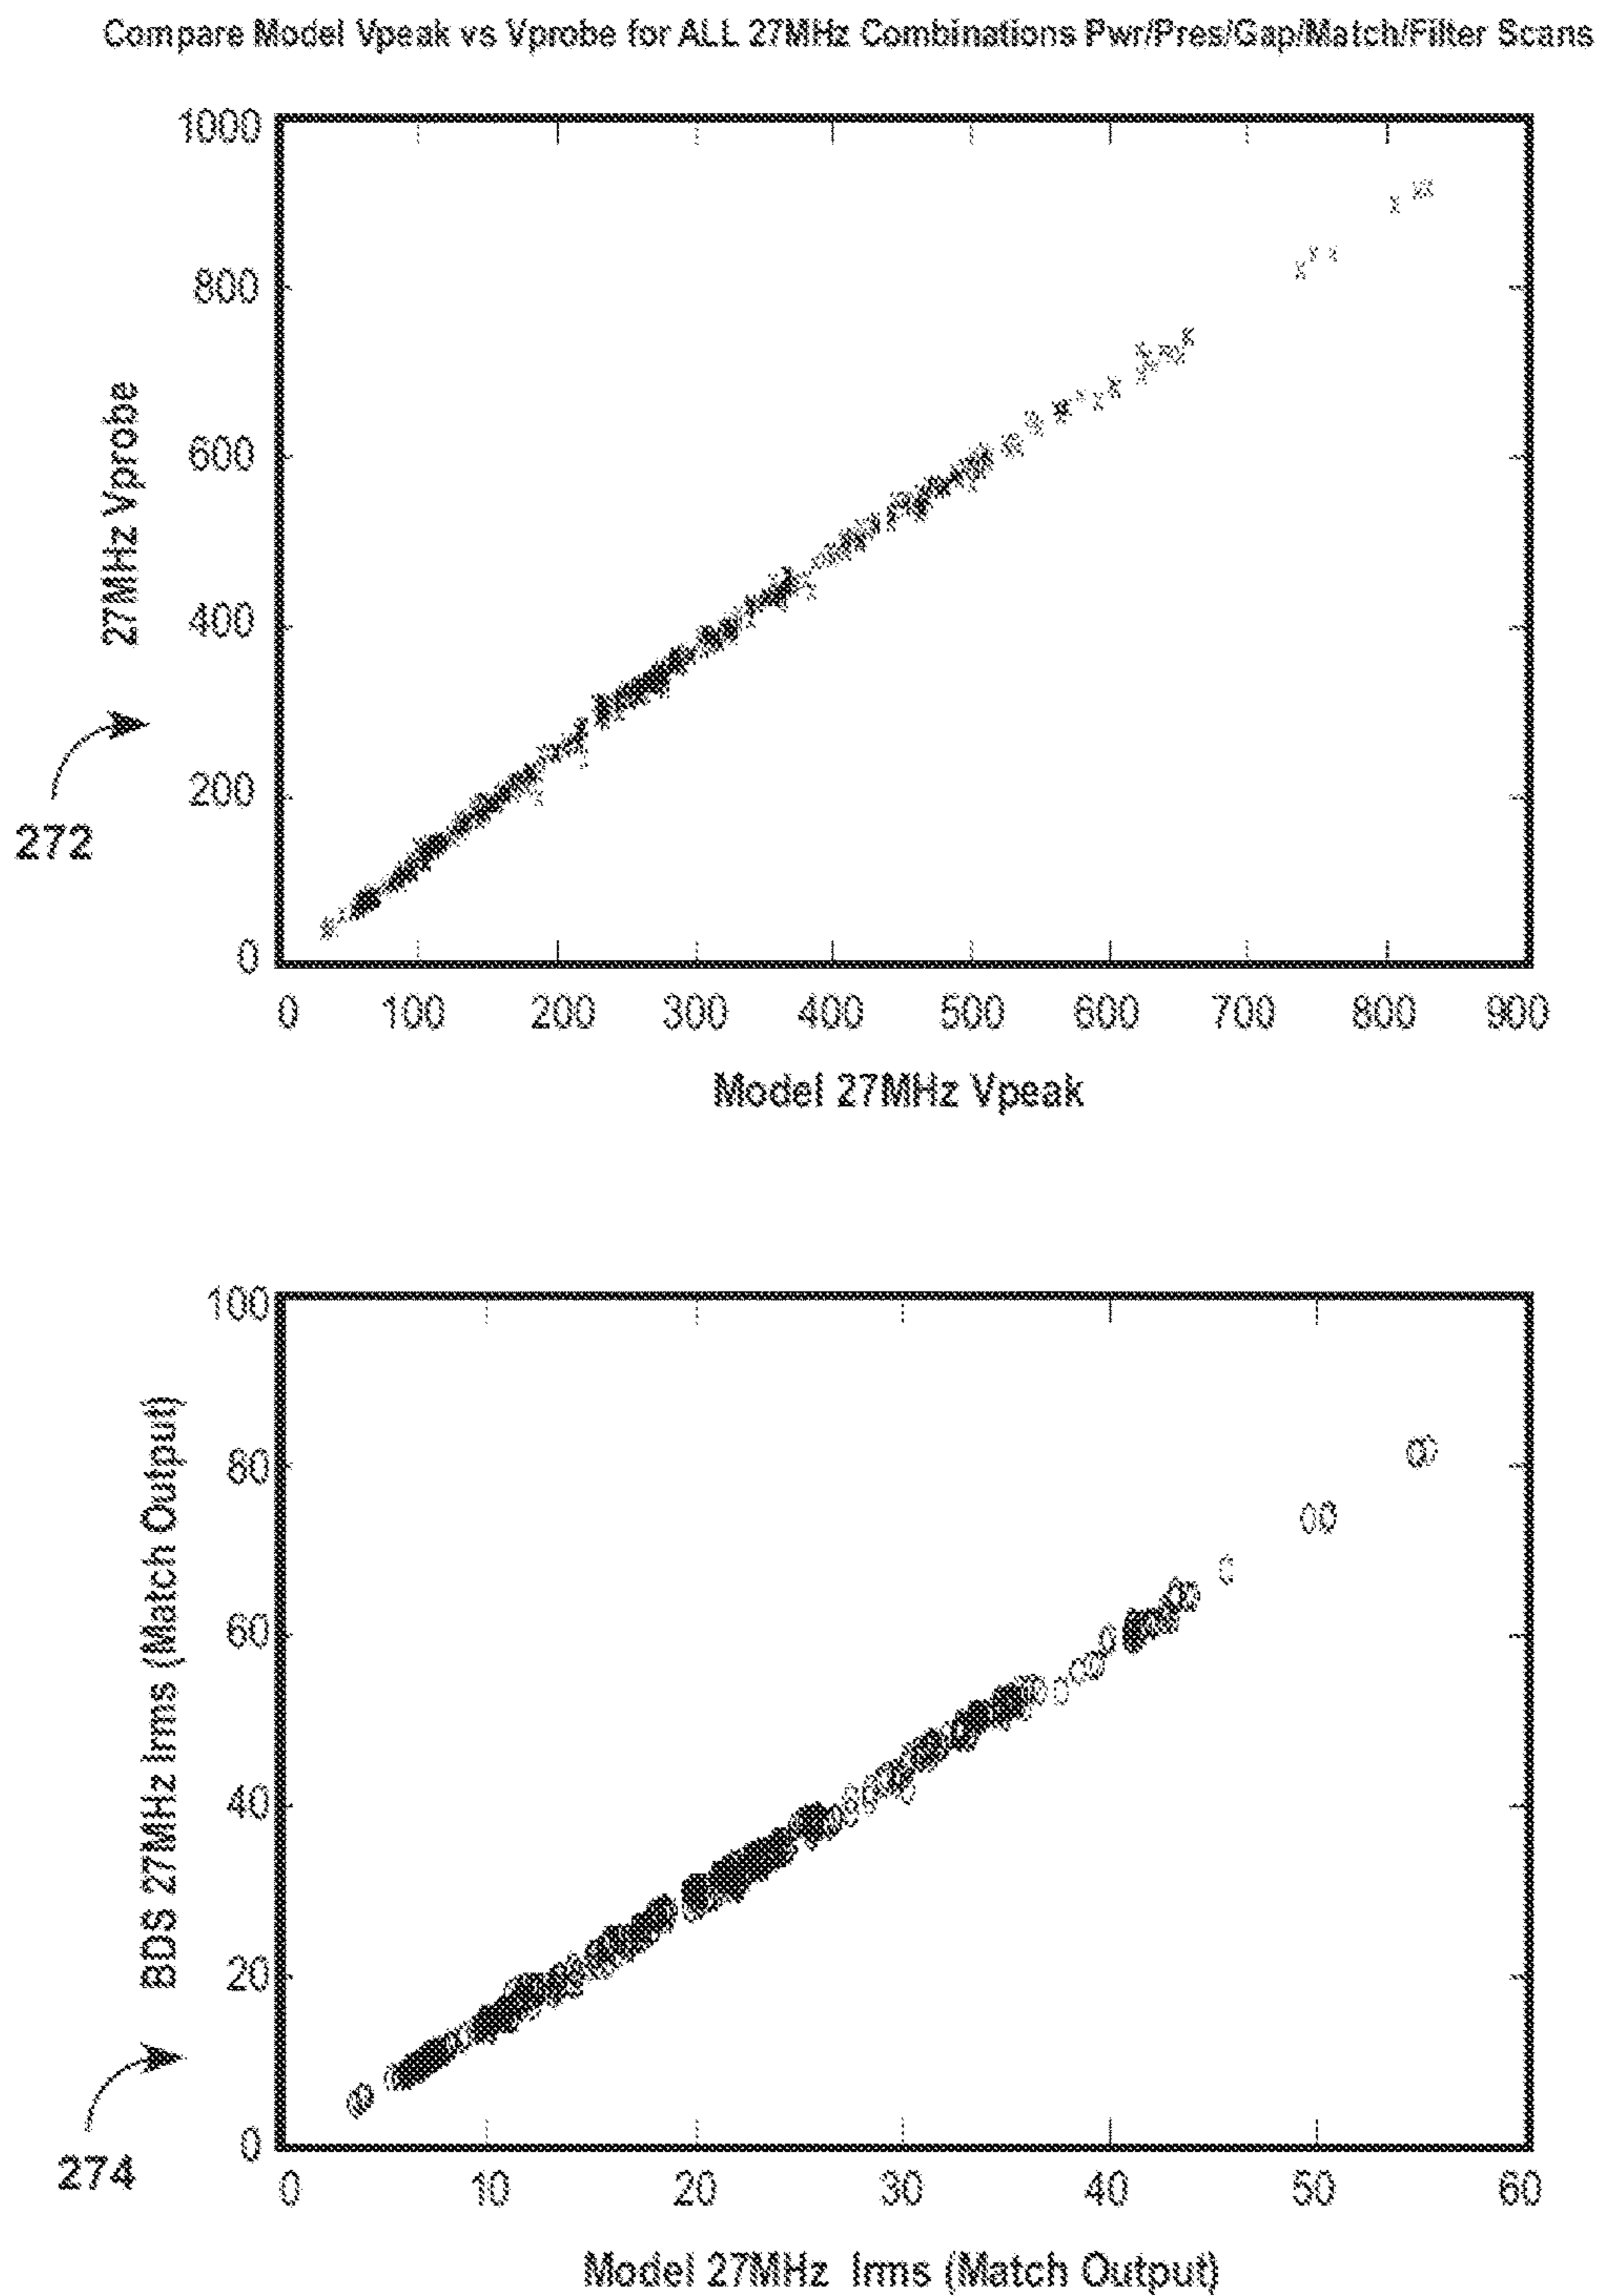 Compare Model Vpeak vs Vprobe for ALL 27MHz Combinations Pwr/Pres/Gap/Match/Filter Scans
1000
800
600
400
200
0
27MHz Vprobe
272
0 100 200 300 400 500 600 700 800 900
Model 27MHz Vpeak
100
80
60
40
20
0
BDS 27MHz Irms (Match Output)
274
0 10 20 30 40 50 60
Model 27MHz Irms (Match Output)